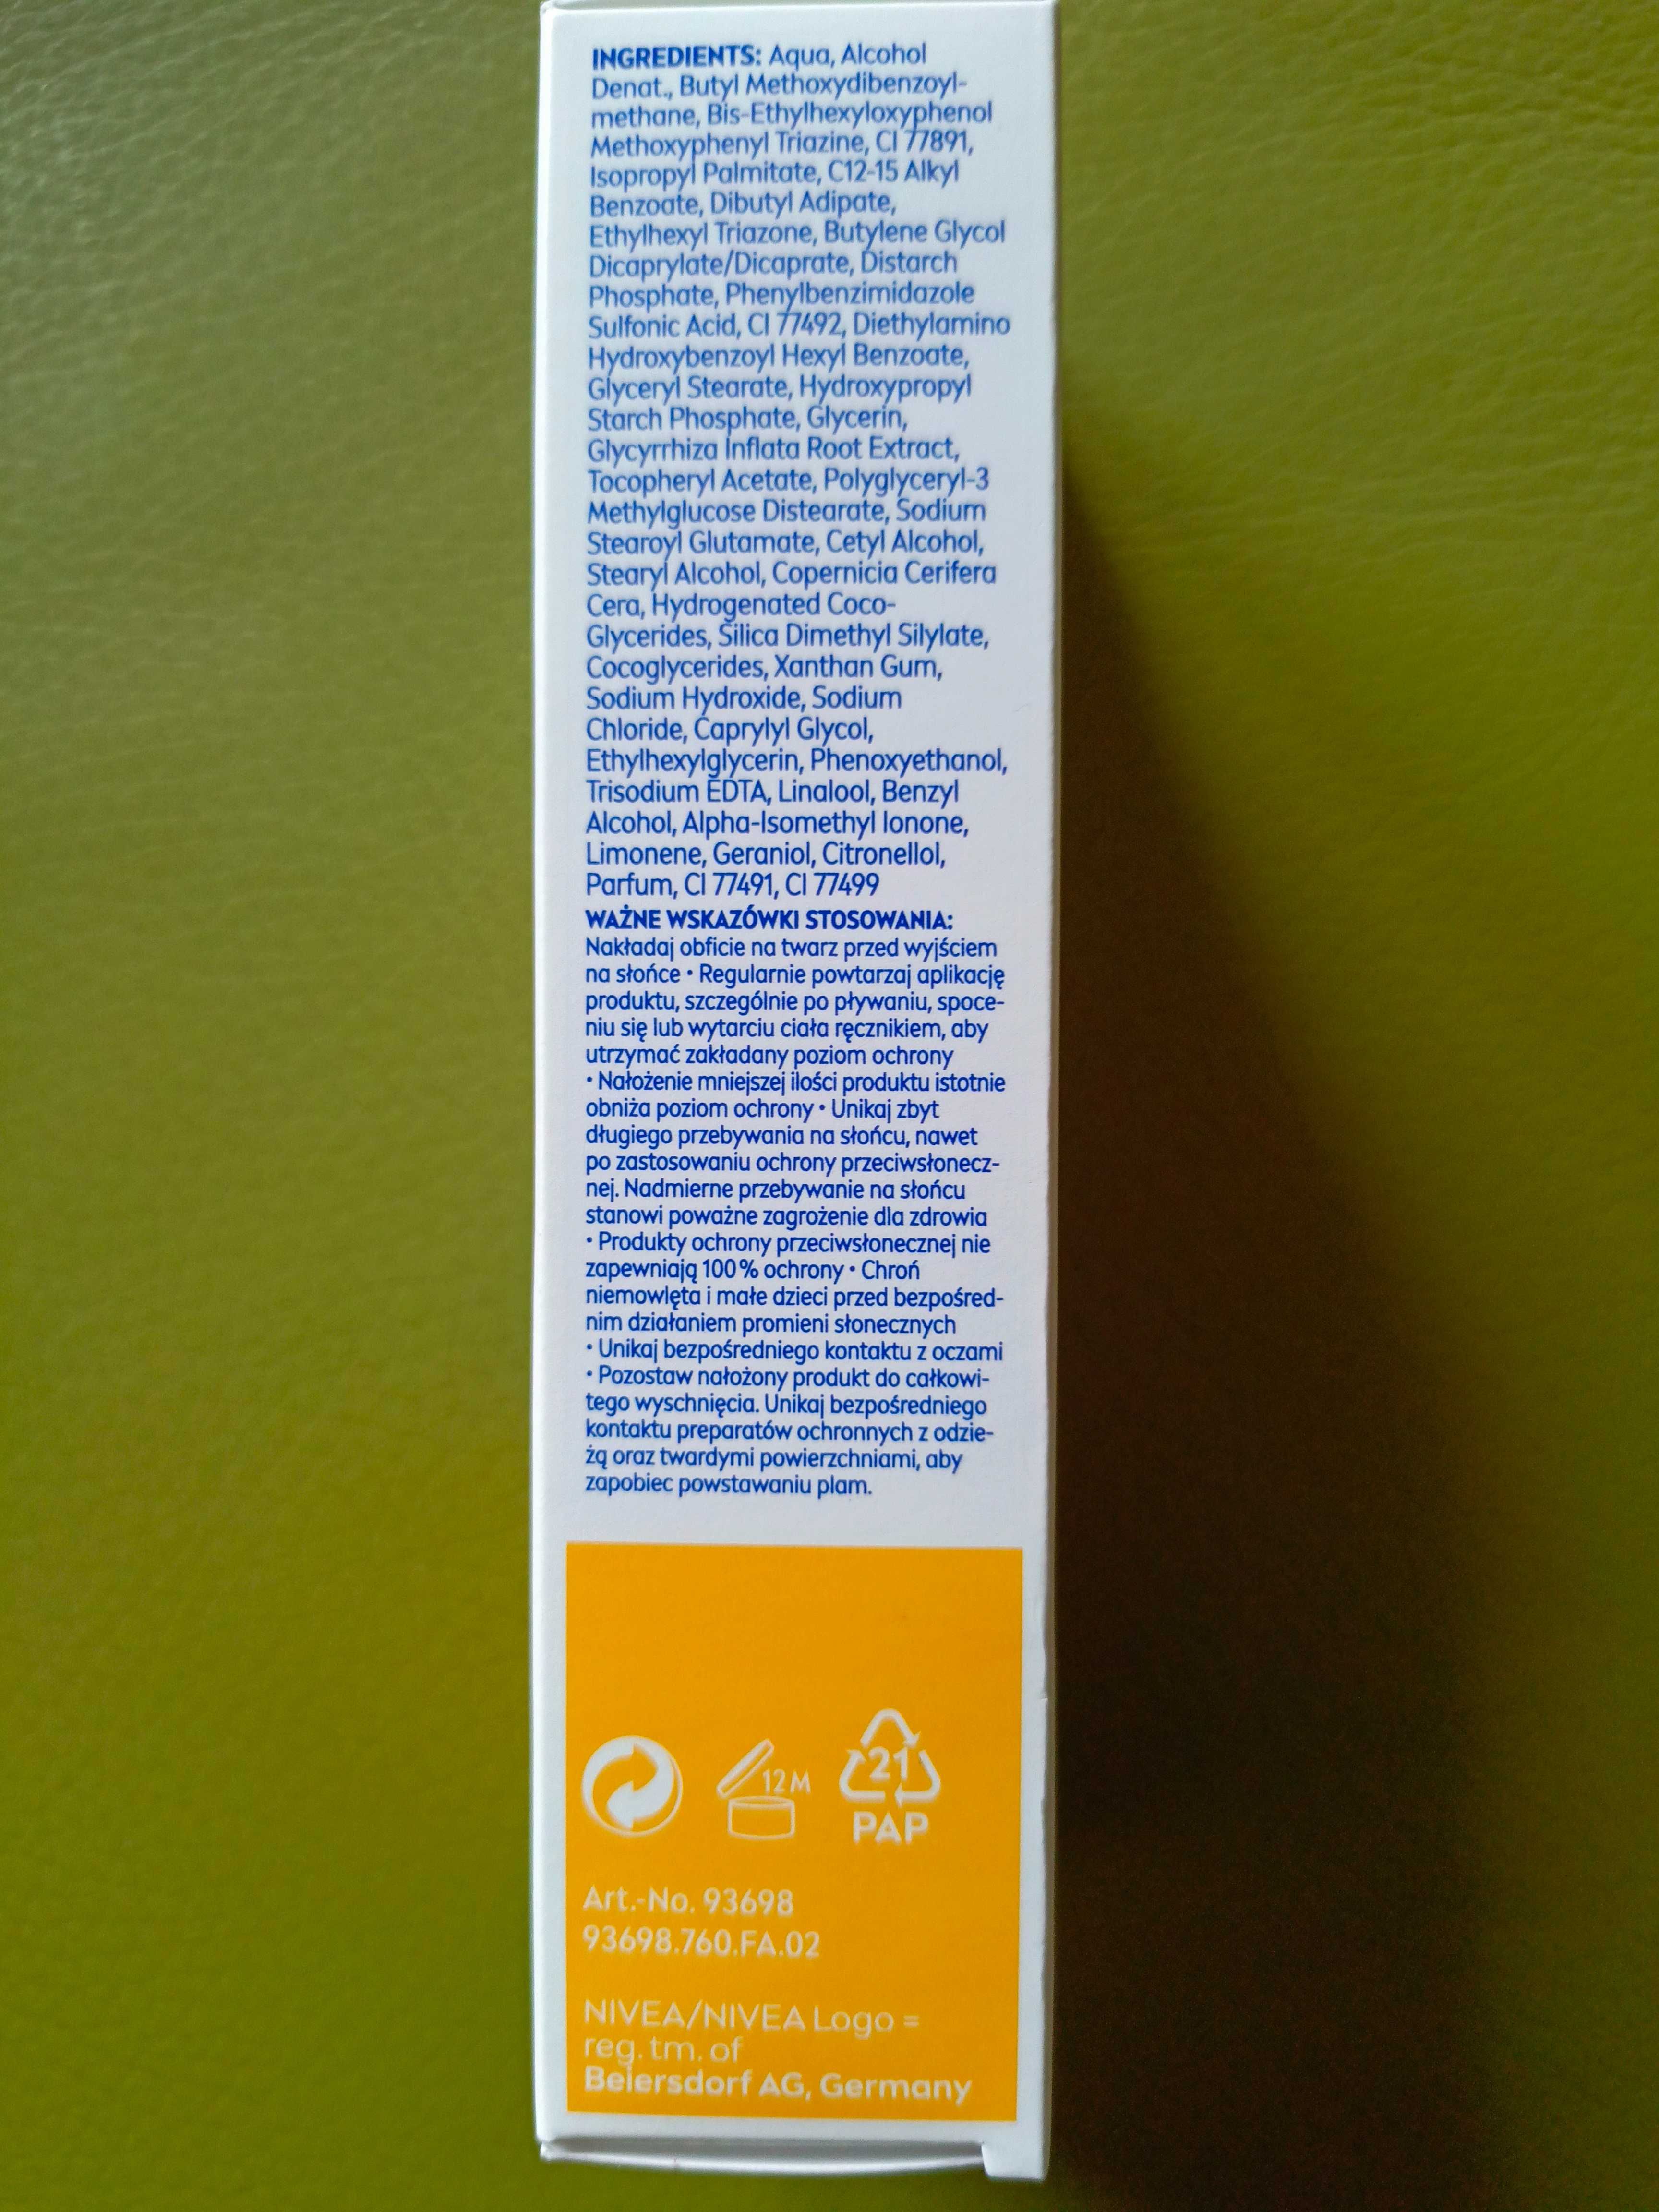 INGREDIENTS: Aqua, Alcohol
Denat., Butyl Methoxydibenzoyl-
methane, Bis-Ethylhexyloxyphenol
Methoxyphenyl Triazine, CI 77891,
Isopropyl Palmitate, C12-15 Alkyl
Benzoate, Dibutyl Adipate,
Ethylhexyl Triazone, Butylene Glycol
Dicaprylate/Dicaprate, Distarch
Phosphate, Phenylbenzimidazole
Sulfonic Acid, CI 77492, Diethylamino
Hydroxybenzoyl Hexyl Benzoate,
Glyceryl Stearate, Hydroxypropyl
Starch Phosphate, Glycerin,
Glycyrrhiza Inflata Root Extract,
Tocopheryl Acetate, Polyglyceryl-3
Methylglucose Distearate, Sodium
Stearoyl Glutamate, Cetyl Alcohol,
Stearyl Alcohol, Copernicia Cerifera
Cera, Hydrogenated Coco-
Glycerides, Silica Dimethyl Silylate,
Cocoglycerides, Xanthan Gum,
Sodium Hydroxide, Sodium
Chloride, Caprylyl Glycol,
Ethylhexylglycerin, Phenoxyethanol,
Trisodium EDTA, Linalool, Benzyl
Alcohol, Alpha-Isomethyl Ionone,
Limonene, Geraniol, Citronellol,
Parfum, CI 77491, CI 77499
WAŻNE WSKAZÓWKI STOSOWANIA:
Nakładaj obficie na twarz przed wyjściem
na słońce • Regularnie powtarzaj aplikację
produktu, szczególnie po pływaniu, spoce-
niu się lub wytarciu ciała ręcznikiem, aby
utrzymać zakładany poziom ochrony
• Nałożenie mniejszej ilości produktu istotnie
obniża poziom ochrony • Unikaj zbyt
długiego przebywania na słońcu, nawet
po zastosowaniu ochrony przeciwsłonecz-
nej. Nadmierne przebywanie na słońcu
stanowi poważne zagrożenie dla zdrowia
• Produkty ochrony przeciwsłonecznej nie
zapewniają 100% ochrony • Chroń
niemowlęta i małe dzieci przed bezpośred-
nim działaniem promieni słonecznych
• Unikaj bezpośredniego kontaktu z oczami
• Pozostaw nałożony produkt do całkowi-
tego wyschnięcia. Unikaj bezpośredniego
kontaktu preparatów ochronnych z odzie-
żą oraz twardymi powierzchniami, aby
zapobiec powstawaniu plam.
12M
21
PAP
Art.-No. 93698
93698.760.FA.02
NIVEA/NIVEA Logo =
reg. tm. of
Beiersdorf AG, Germany